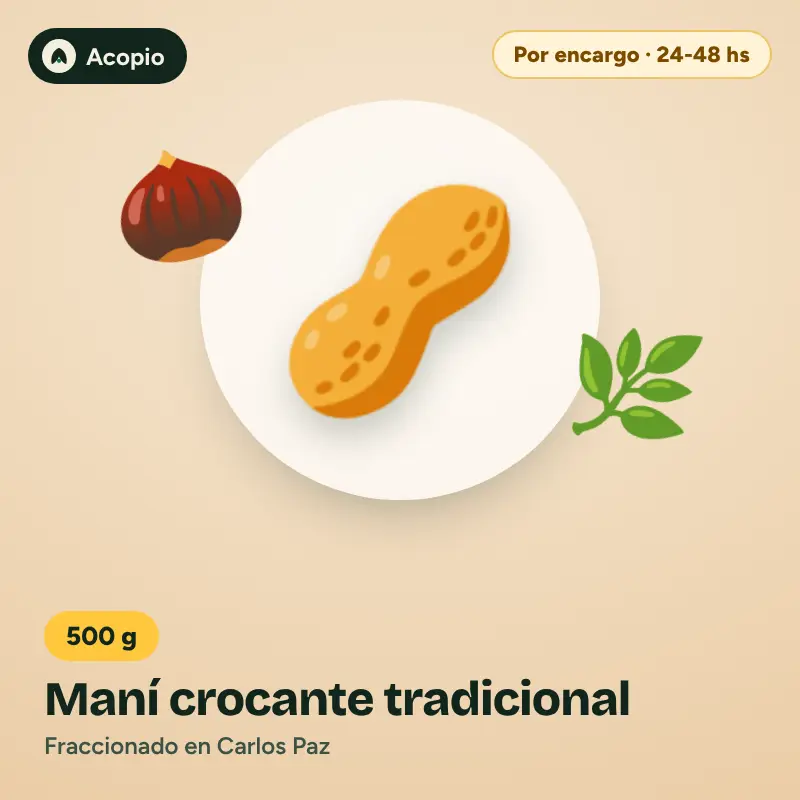 Acopio
Por encargo · 24-48 hs
500 g
Maní crocante tradicional
Fraccionado en Carlos Paz